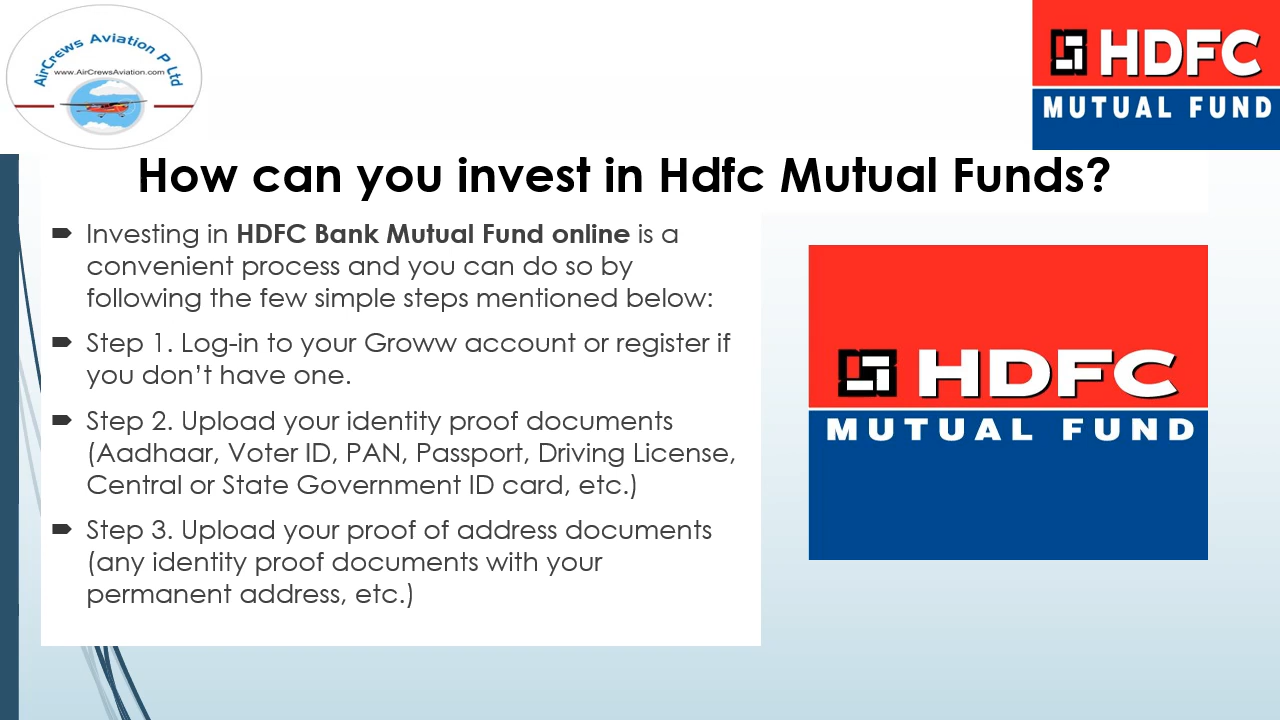 AirCrews Aviation P Ltd
www.AirCrewsAviation.com
HDFC
MUTUAL FUND
How can you invest in Hdfc Mutual Funds?
Investing in HDFC Bank Mutual Fund online is a
convenient process and you can do so by
following the few simple steps mentioned below:
Step 1. Log-in to your Groww account or register if
you don’t have one.
Step 2. Upload your identity proof documents
(Aadhaar, Voter ID, PAN, Passport, Driving License,
Central or State Government ID card, etc.)
Step 3. Upload your proof of address documents
(any identity proof documents with your
permanent address, etc.)
HDFC
MUTUAL FUND